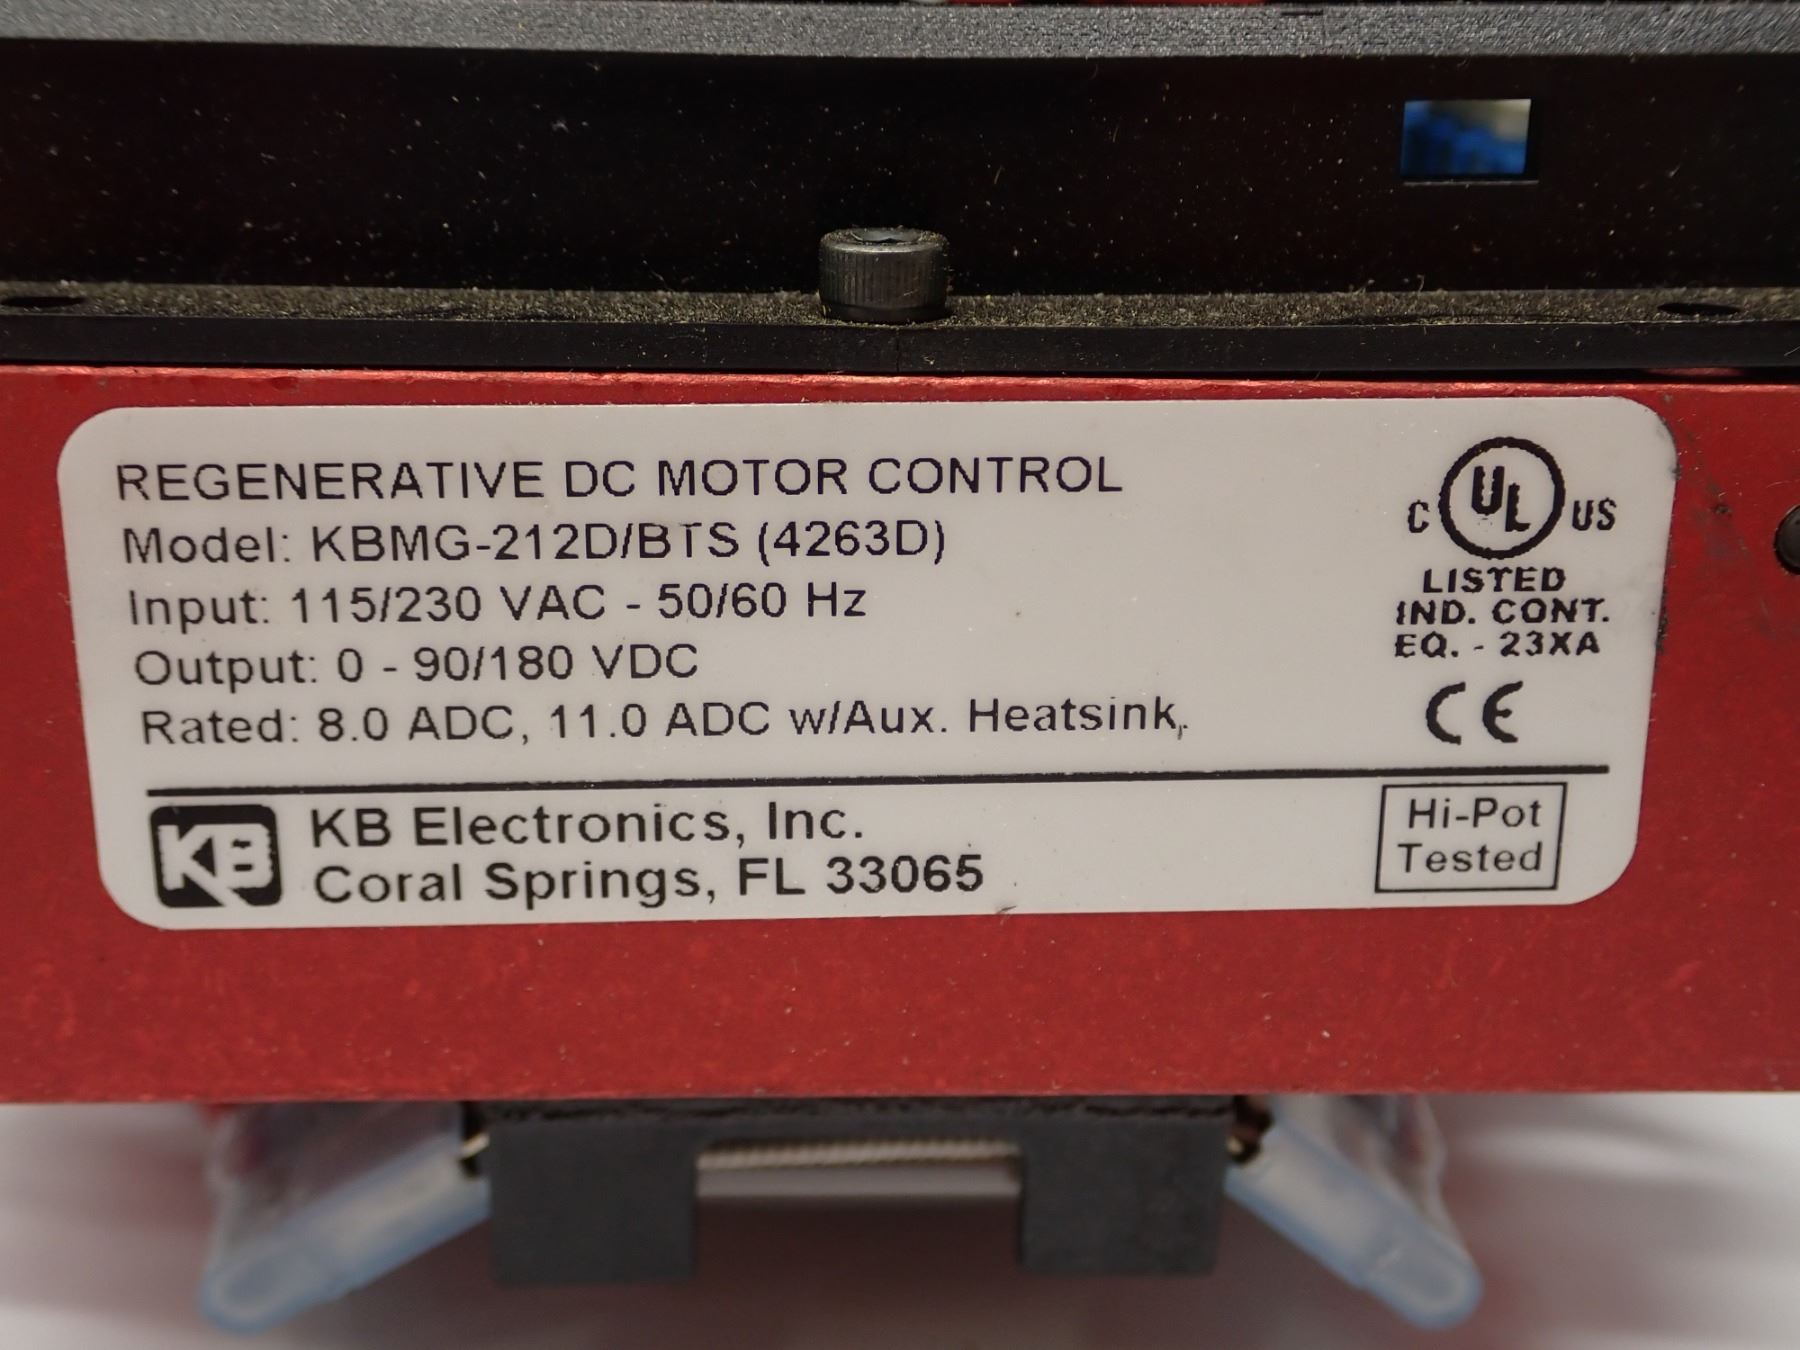 REGENERATIVE DC MOTOR CONTROL
Model: KBMG-212D/BTS (4263D)
Input: 115/230 VAC - 50/60 Hz
Output: 0 - 90/180 VDC
Rated: 8.0 ADC, 11.0 ADC w/Aux. Heatsink,
C UL US
LISTED
IND. CONT.
EQ. - 23XA
CE
KB
KB Electronics, Inc.
Coral Springs, FL 33065
Hi-Pot
Tested